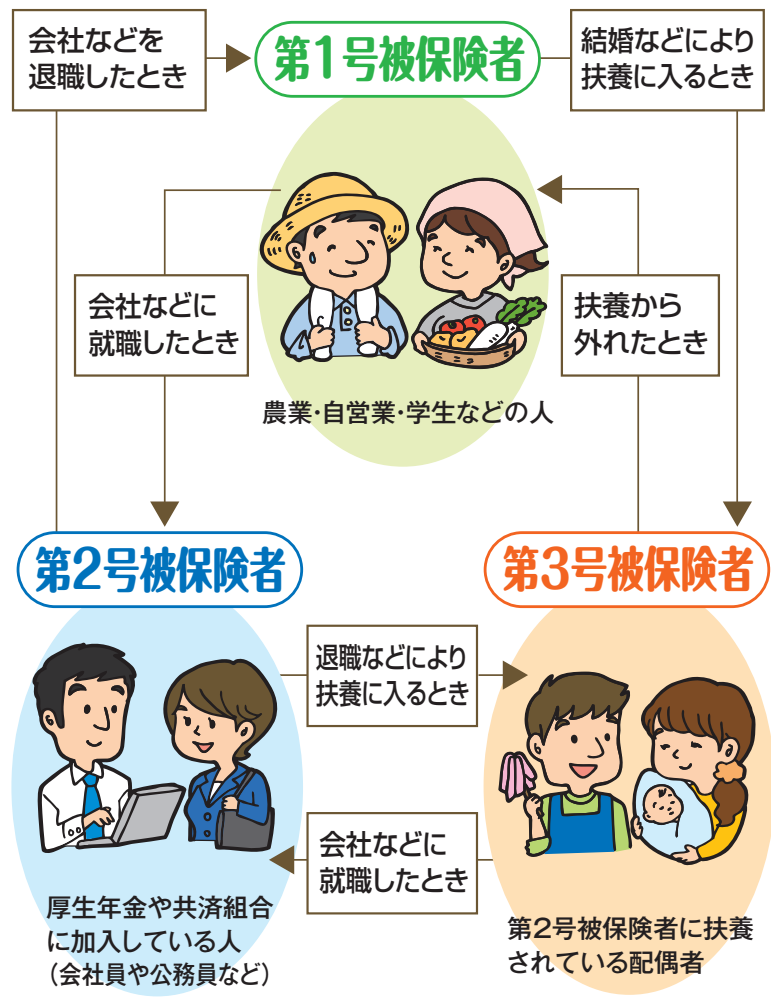 会社などを
退職したとき
第1号被保険者
結婚などにより
扶養に入るとき
会社などに
就職したとき
扶養から
外れたとき
農業・自営業・学生などの人
第2号被保険者
第3号被保険者
退職などにより
扶養に入るとき
会社などに
就職したとき
厚生年金や共済組合
に加入している人
（会社員や公務員など）
第2号被保険者に扶養
されている配偶者